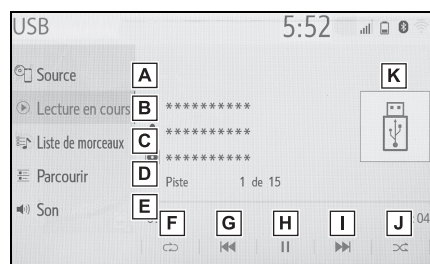 USB 5:52
Source A K
Lecture en cours B **********
Liste de morceaux C **********
**********
Parcourir D Piste 1 de 15
Son E
F G H I J 04